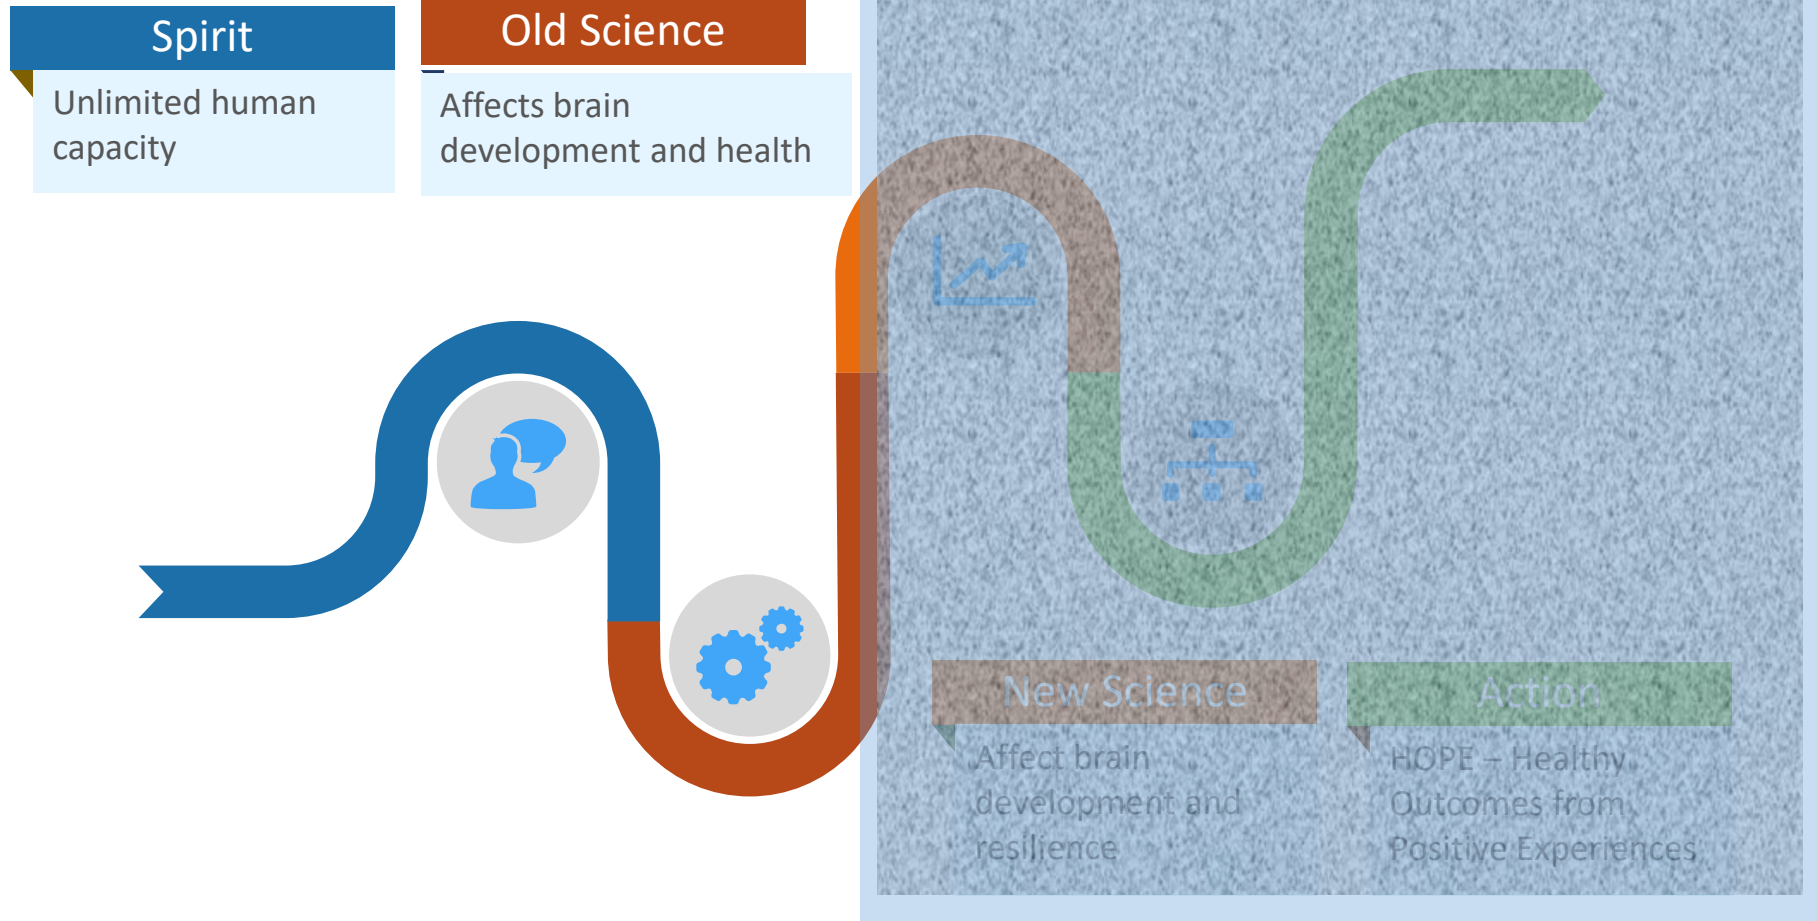 Spirit
Unlimited human
capacity
Old Science
Affects brain
development and health
New Science
Affect brain
development and
resilience
Action
HOPE – Healthy
Outcomes from
Positive Experiences